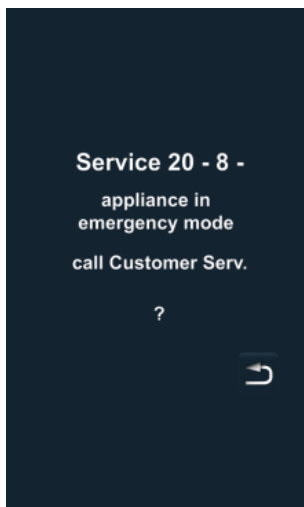 Service 20 - 8 -
appliance in
emergency mode
call Customer Serv.
?